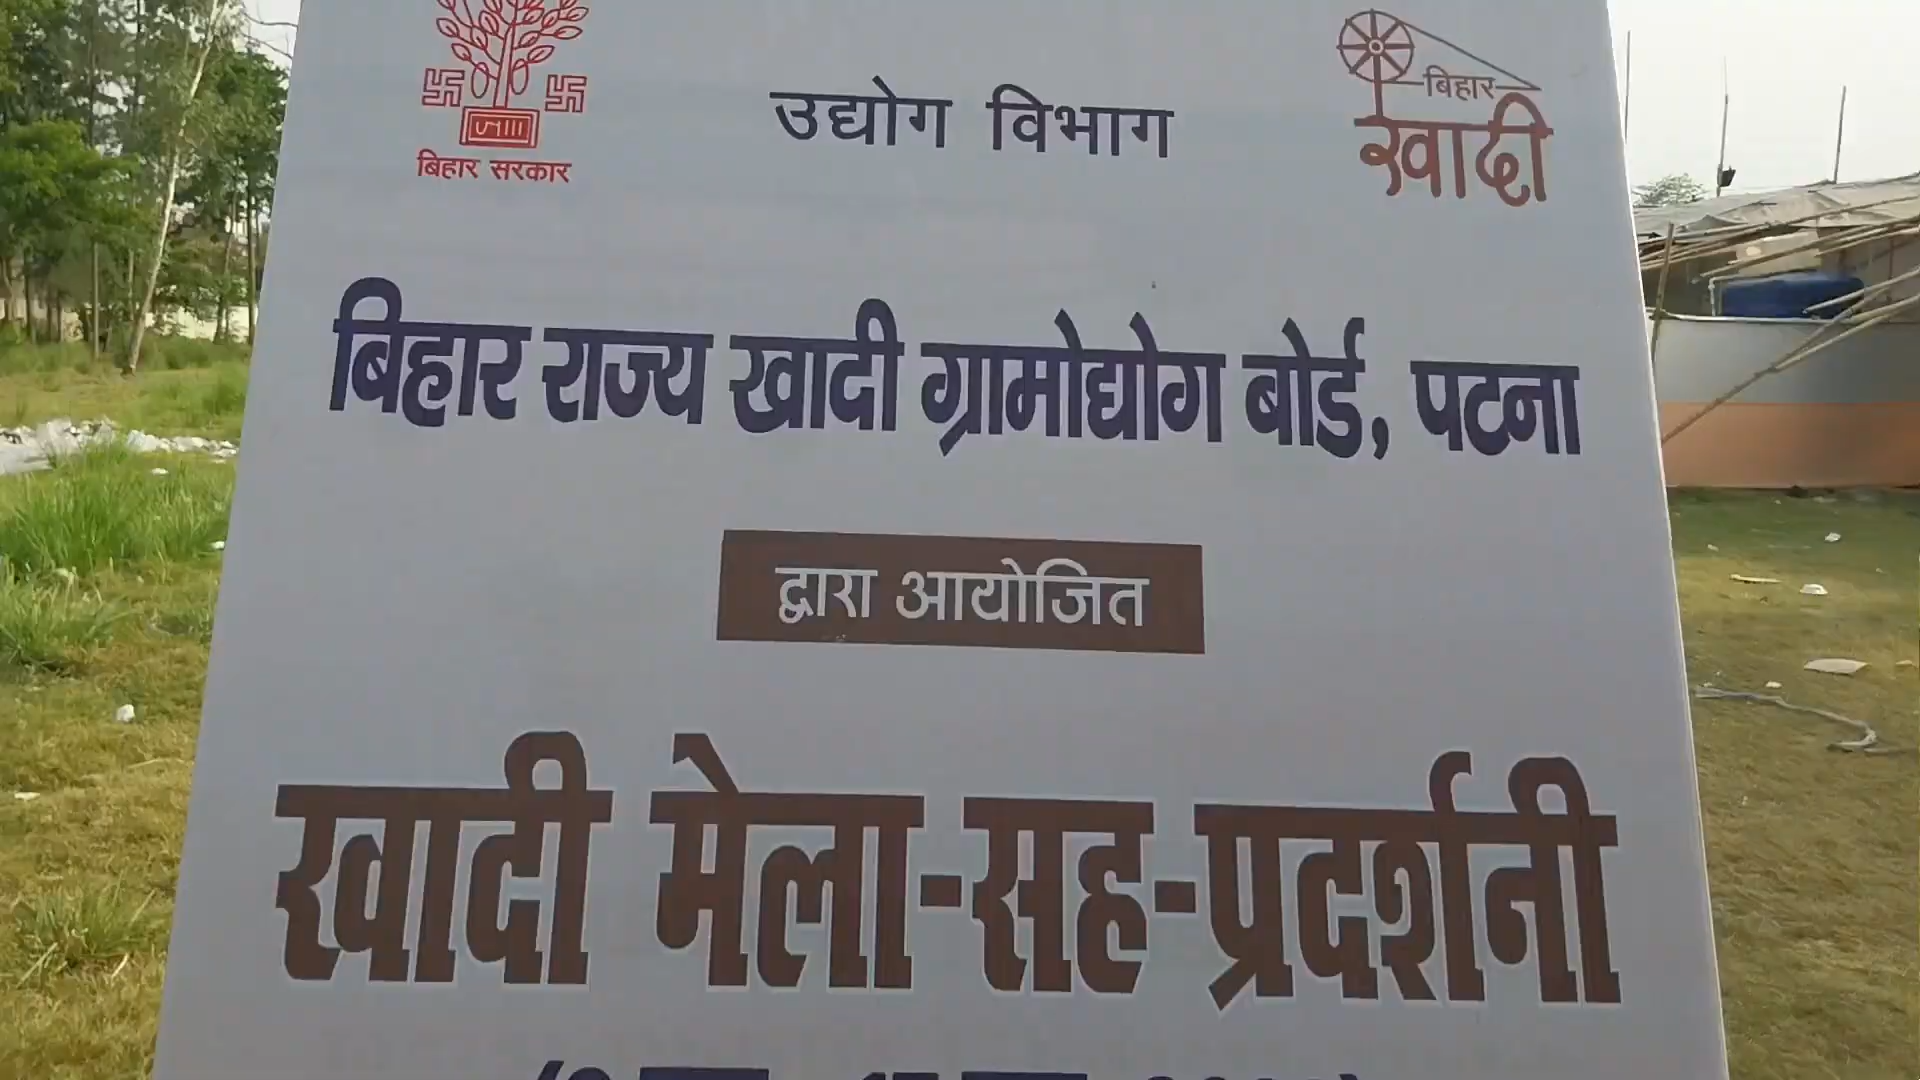 बिहार सरकार
उद्योग विभाग
बिहार
खादी
बिहार राज्य खादी ग्रामोद्योग बोर्ड, पटना
द्वारा आयोजित
खादी मेला-सह-प्रदर्शनी